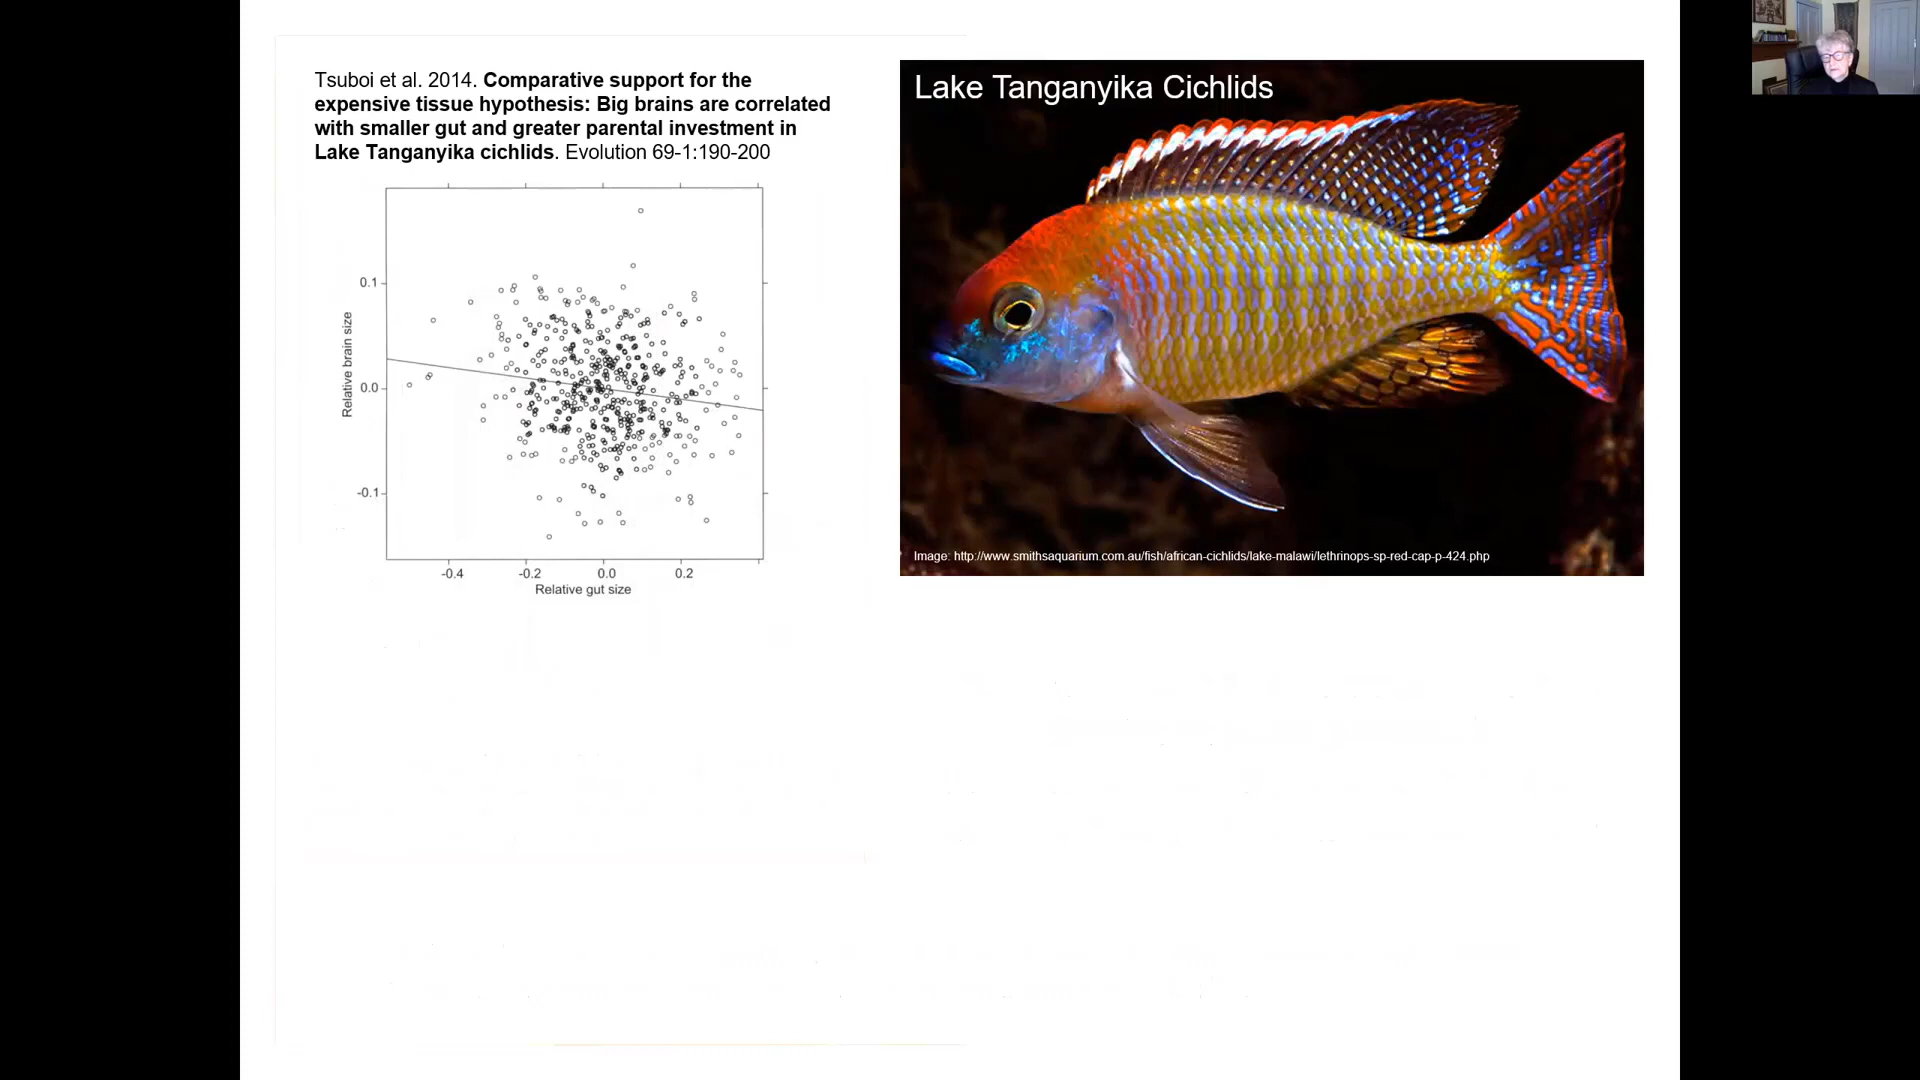 Tsuboi et al. 2014. Comparative support for the
expensive tissue hypothesis: Big brains are correlated
with smaller gut and greater parental investment in
Lake Tanganyika cichlids. Evolution 69-1:190-200
Relative brain size
0.1
0.0
-0.1
-0.4
-0.2
0.0
0.2
Relative gut size
Lake Tanganyika Cichlids
Image: http://www.smithsaquarium.com.au/fish/african-cichlids/lake-malawi/lethrinops-sp-red-cap-p-424.php